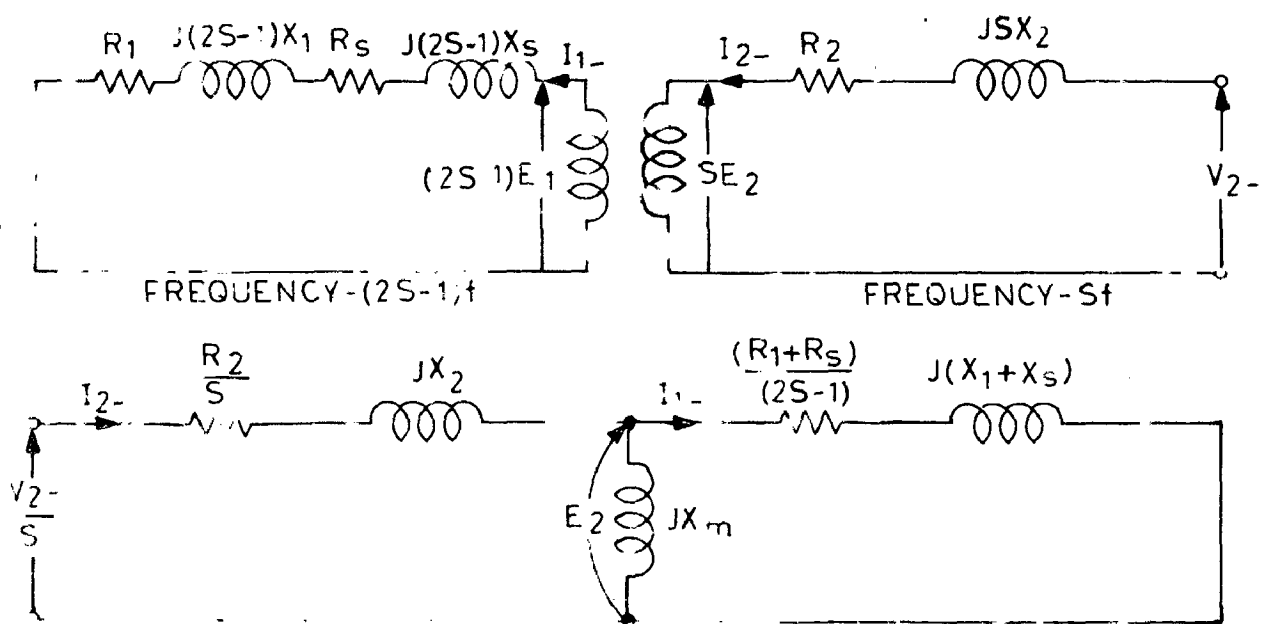 R1 J(2S-1)X1 RS J(2S-1)XS I1- I2- R2 JSX2
(2S 1)E1 SE2 V2-
FREQUENCY-(2S-1)f FREQUENCY-Sf
I2- R2/S JX2 I1- (R1+RS)/(2S-1) J(X1+XS)
V2-/S E2 JXm